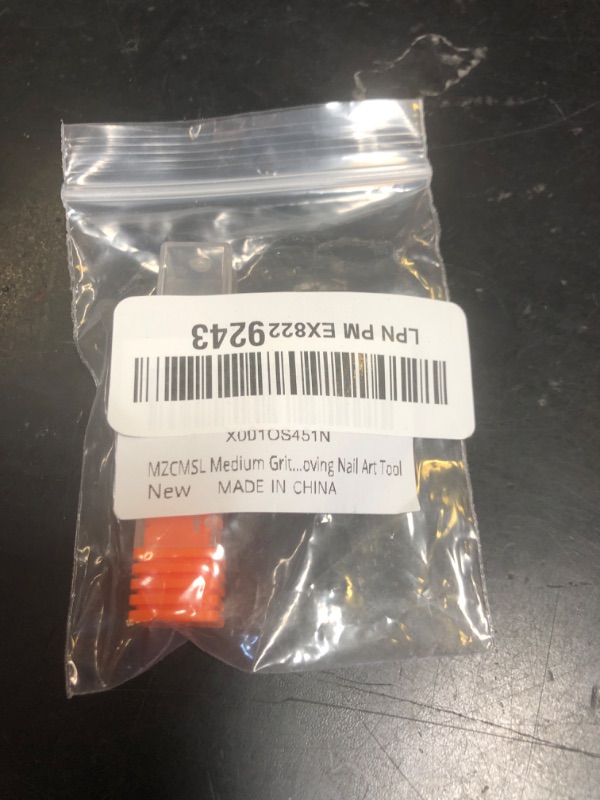 LPN PM EX8229243
X001OS451N
MZCMSL Medium Grit...oving Nail Art Tool
New MADE IN CHINA